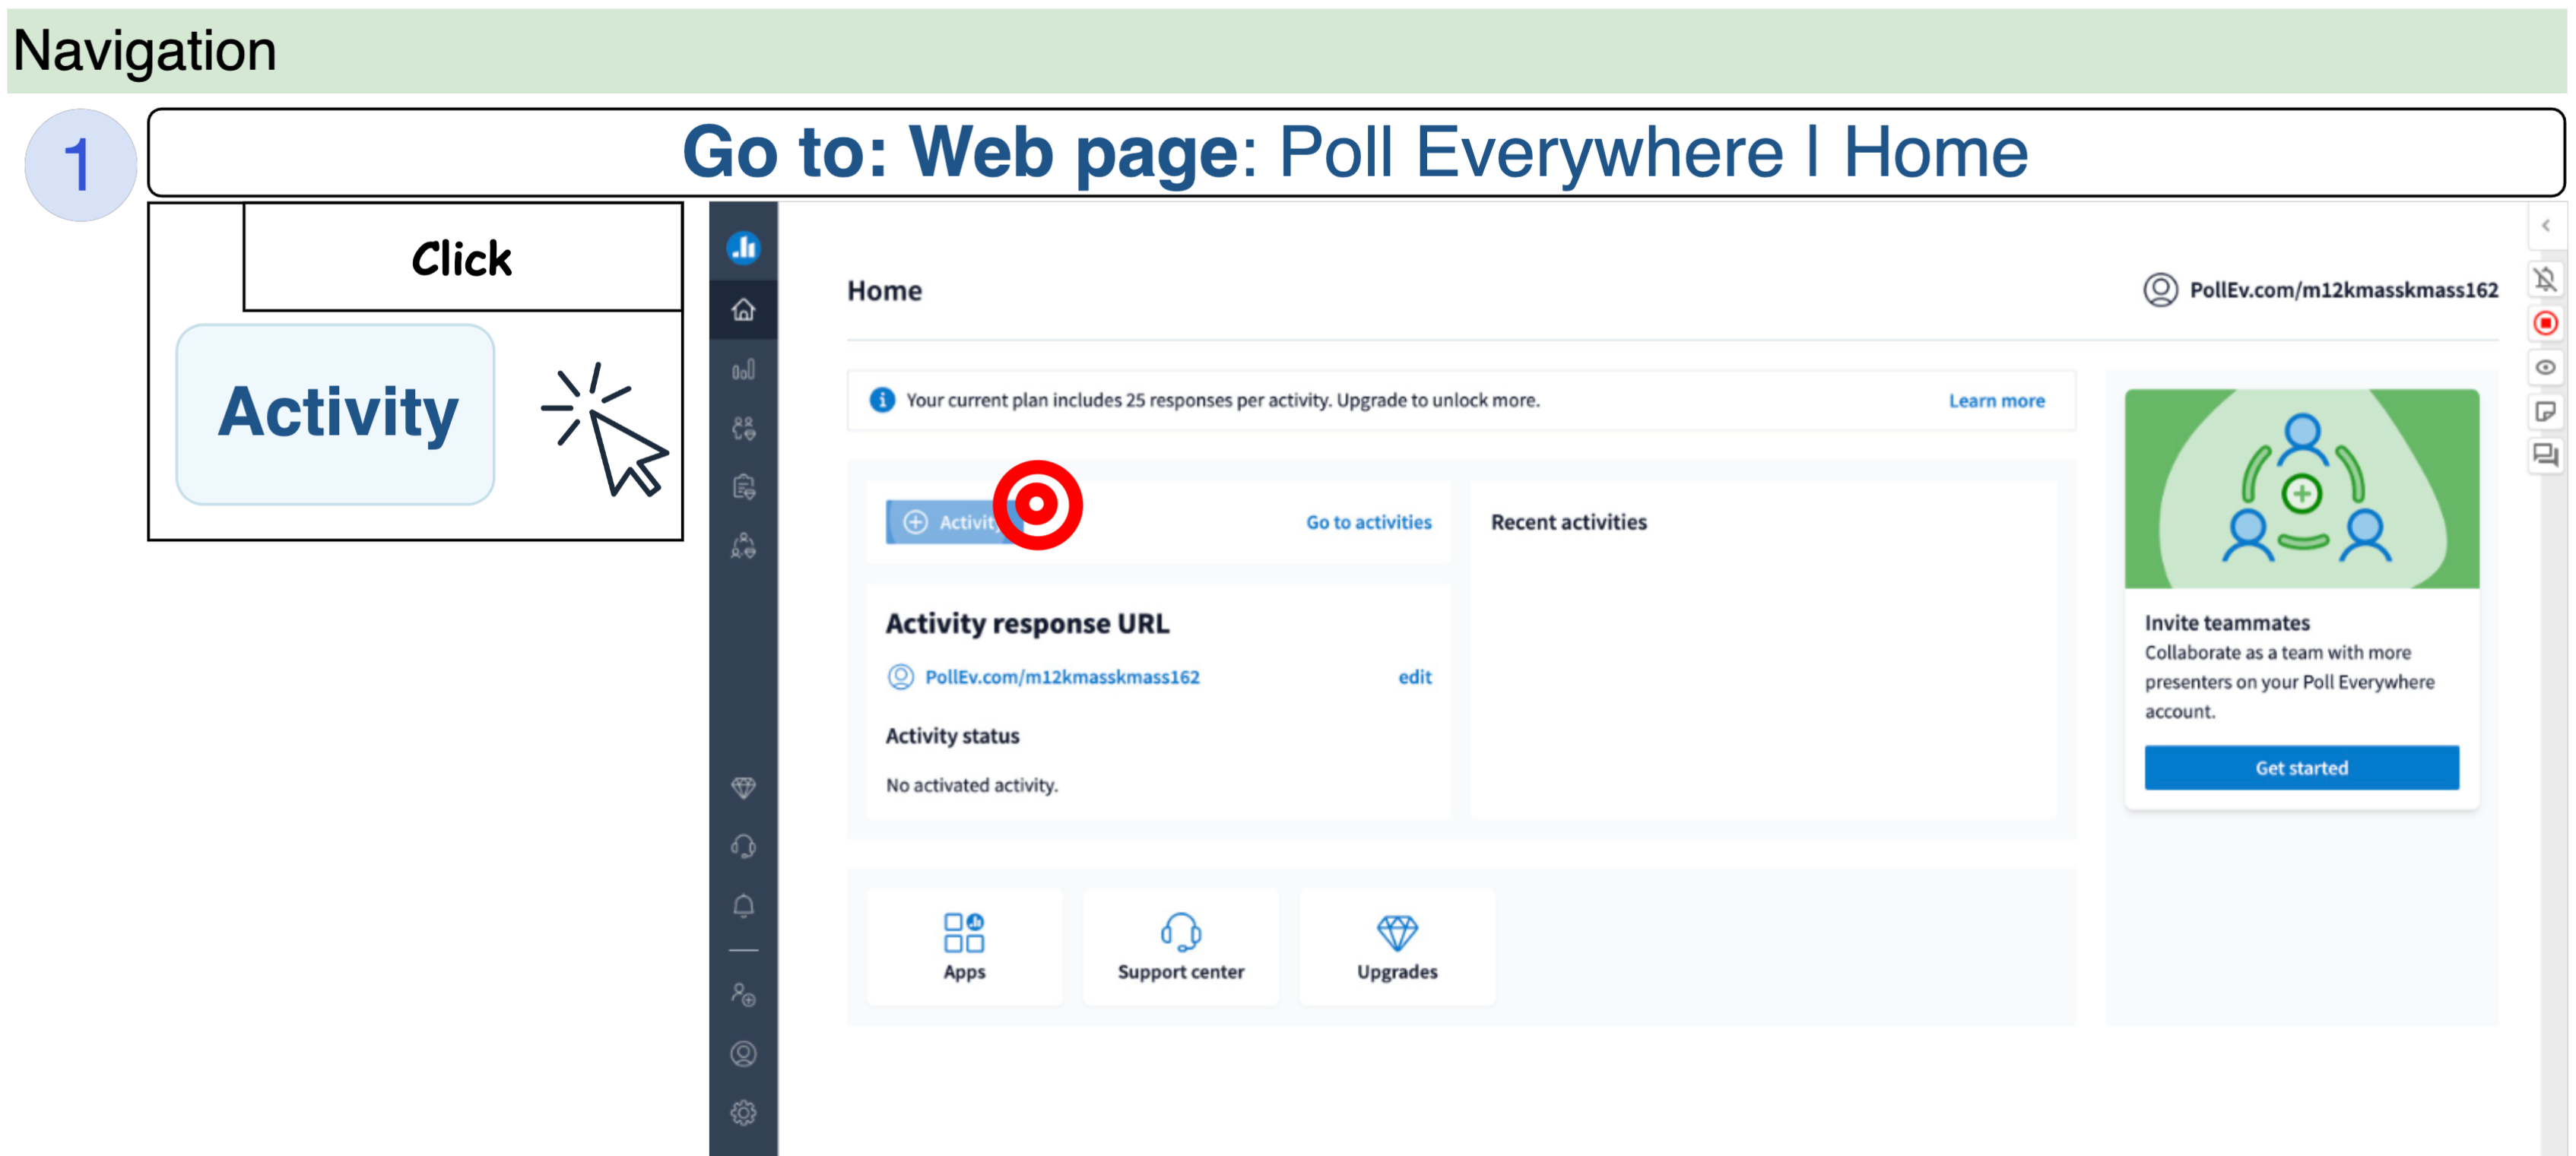 Navigation
1
Go to: Web page: Poll Everywhere | Home
Click
Activity
Home
PollEv.com/m12kmasskmass162
Your current plan includes 25 responses per activity. Upgrade to unlock more.
Learn more
Activity
Go to activities
Recent activities
Activity response URL
PollEv.com/m12kmasskmass162
edit
Activity status
No activated activity.
Invite teammates
Collaborate as a team with more
presenters on your Poll Everywhere
account.
Get started
Apps
Support center
Upgrades